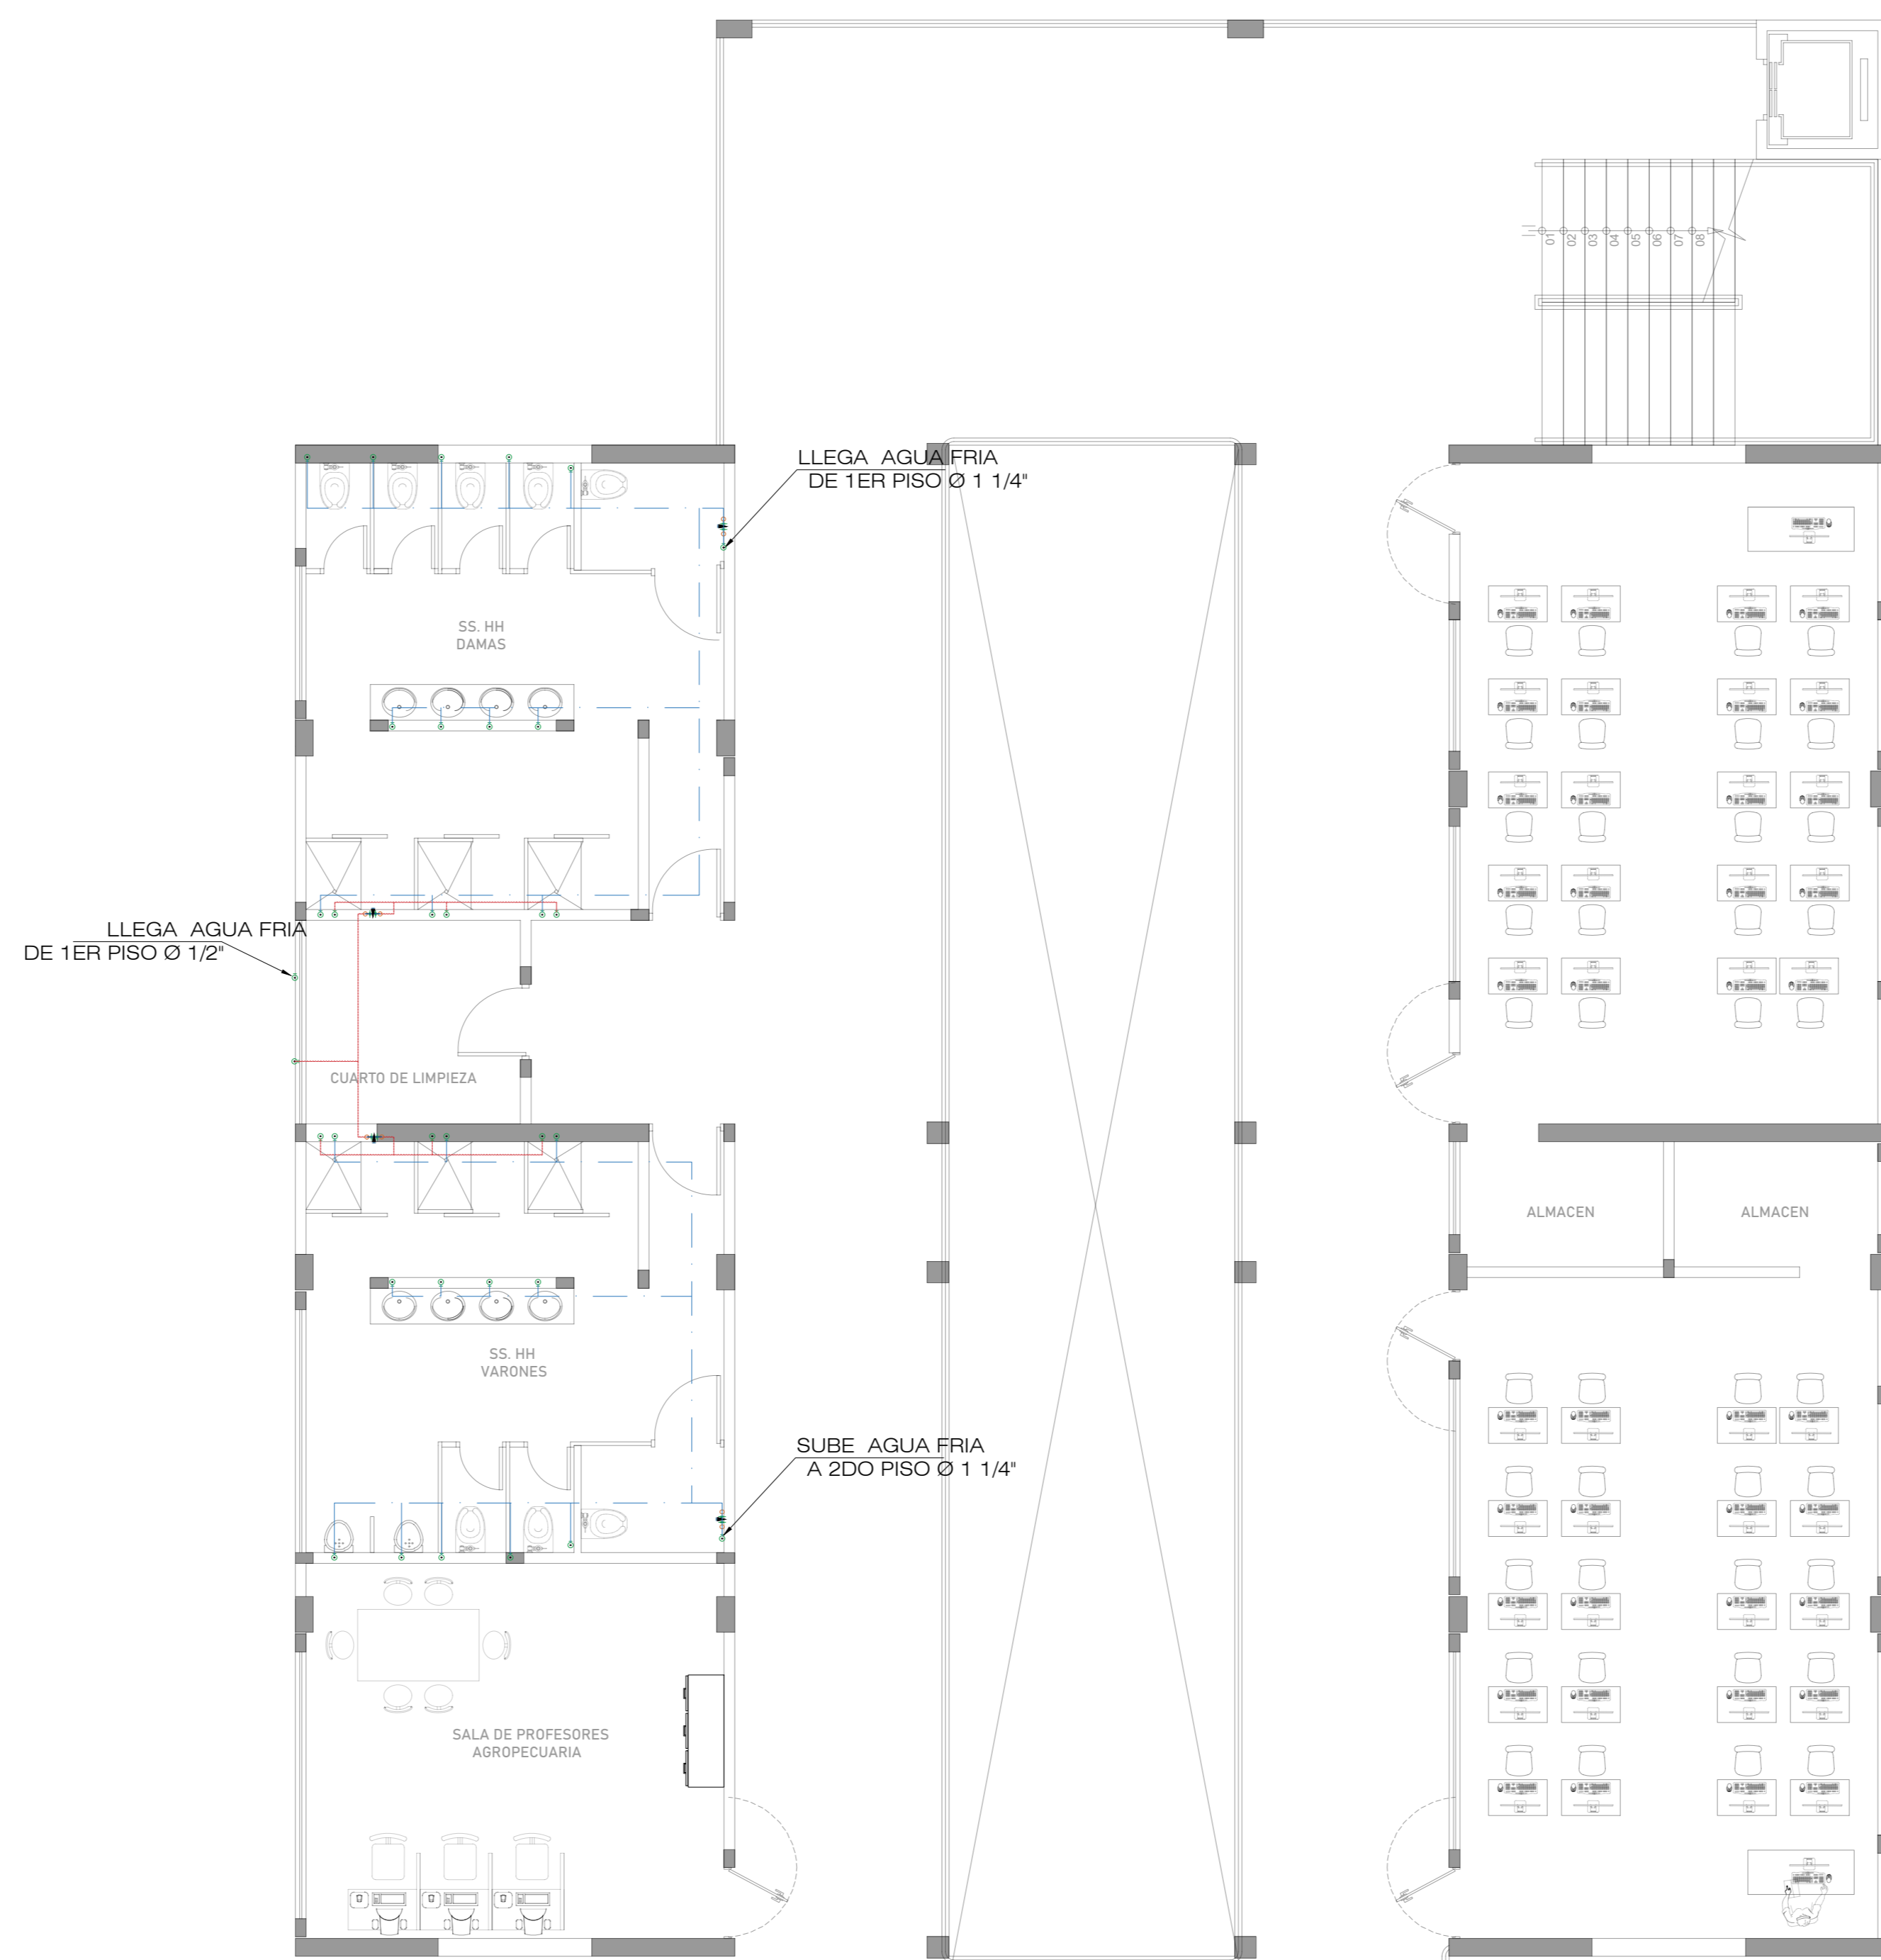 01
02
03
04
05
06
07
08
LLEGA AGUA FRIA
DE 1ER PISO Ø 1 1/4"
SS. HH
DAMAS
LLEGA AGUA FRIA
DE 1ER PISO Ø 1/2"
CUARTO DE LIMPIEZA
ALMACEN
ALMACEN
SS. HH
VARONES
SUBE AGUA FRIA
A 2DO PISO Ø 1 1/4"
SALA DE PROFESORES
AGROPECUARIA